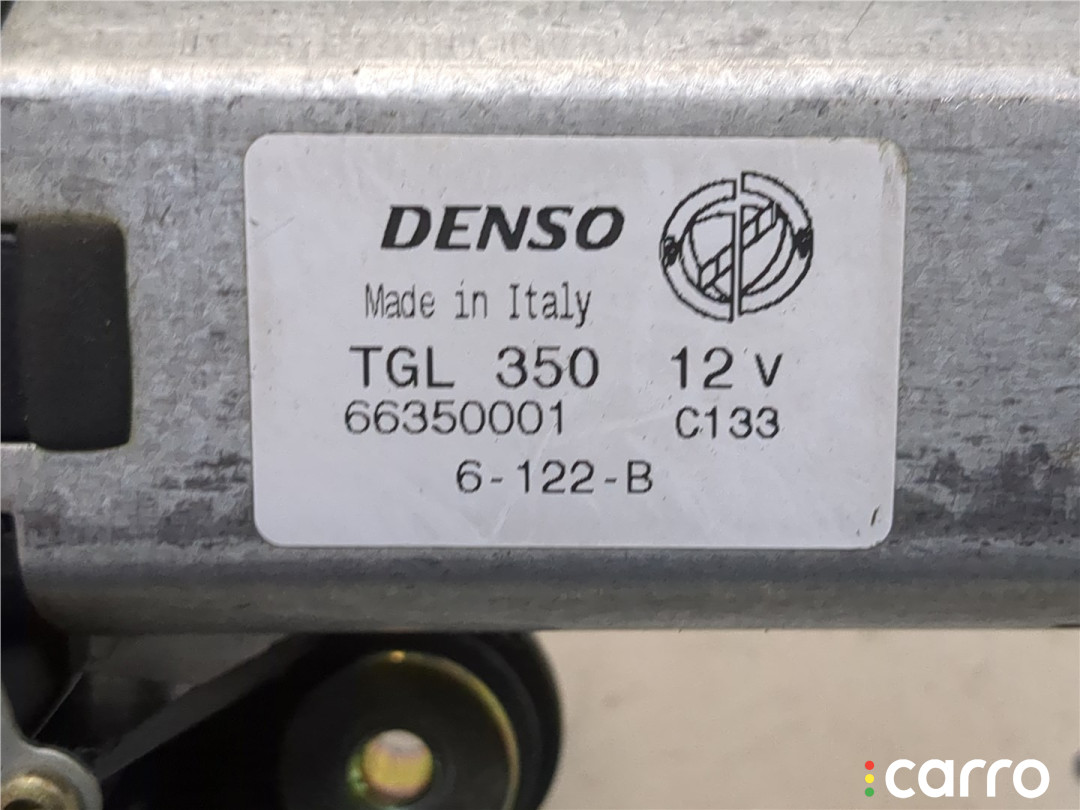 DENSO
Made in Italy
TGL 350 12 V
66350001 C133
6-122-B
carro